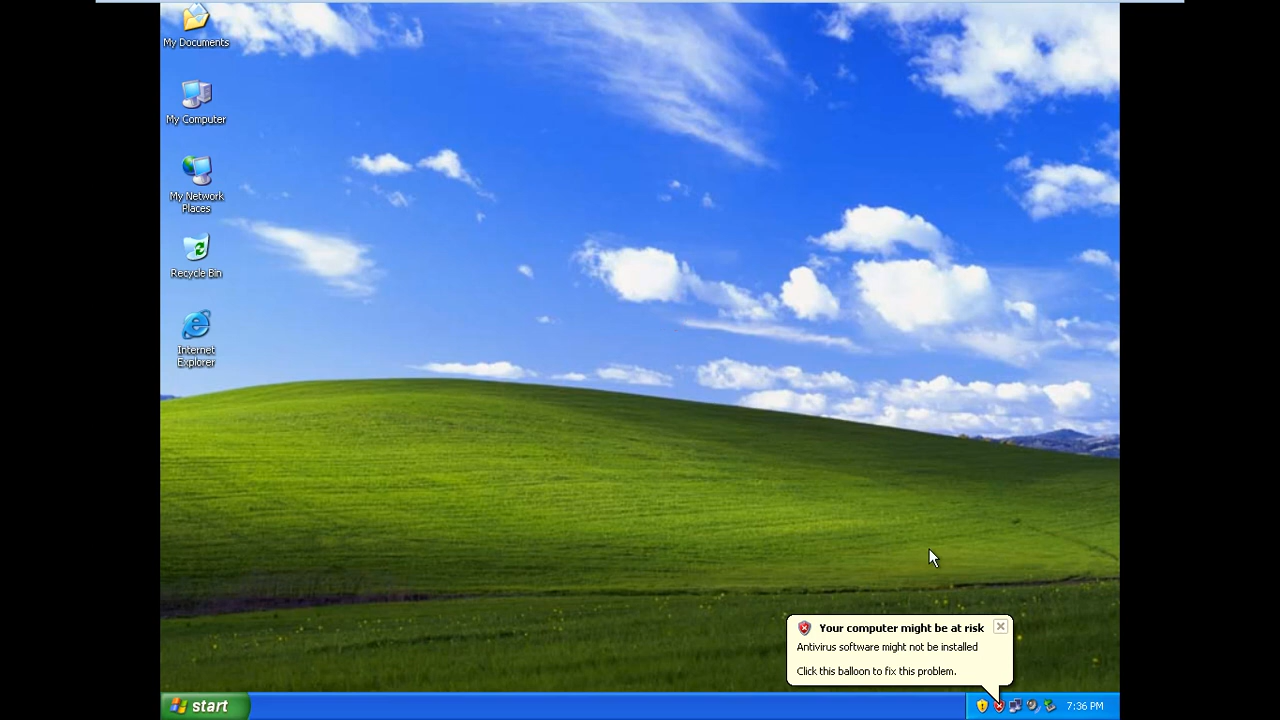 My Documents
My Computer
My Network
Places
Recycle Bin
Internet
Explorer
Your computer might be at risk
Antivirus software might not be installed
Click this balloon to fix this problem.
start
7:36 PM